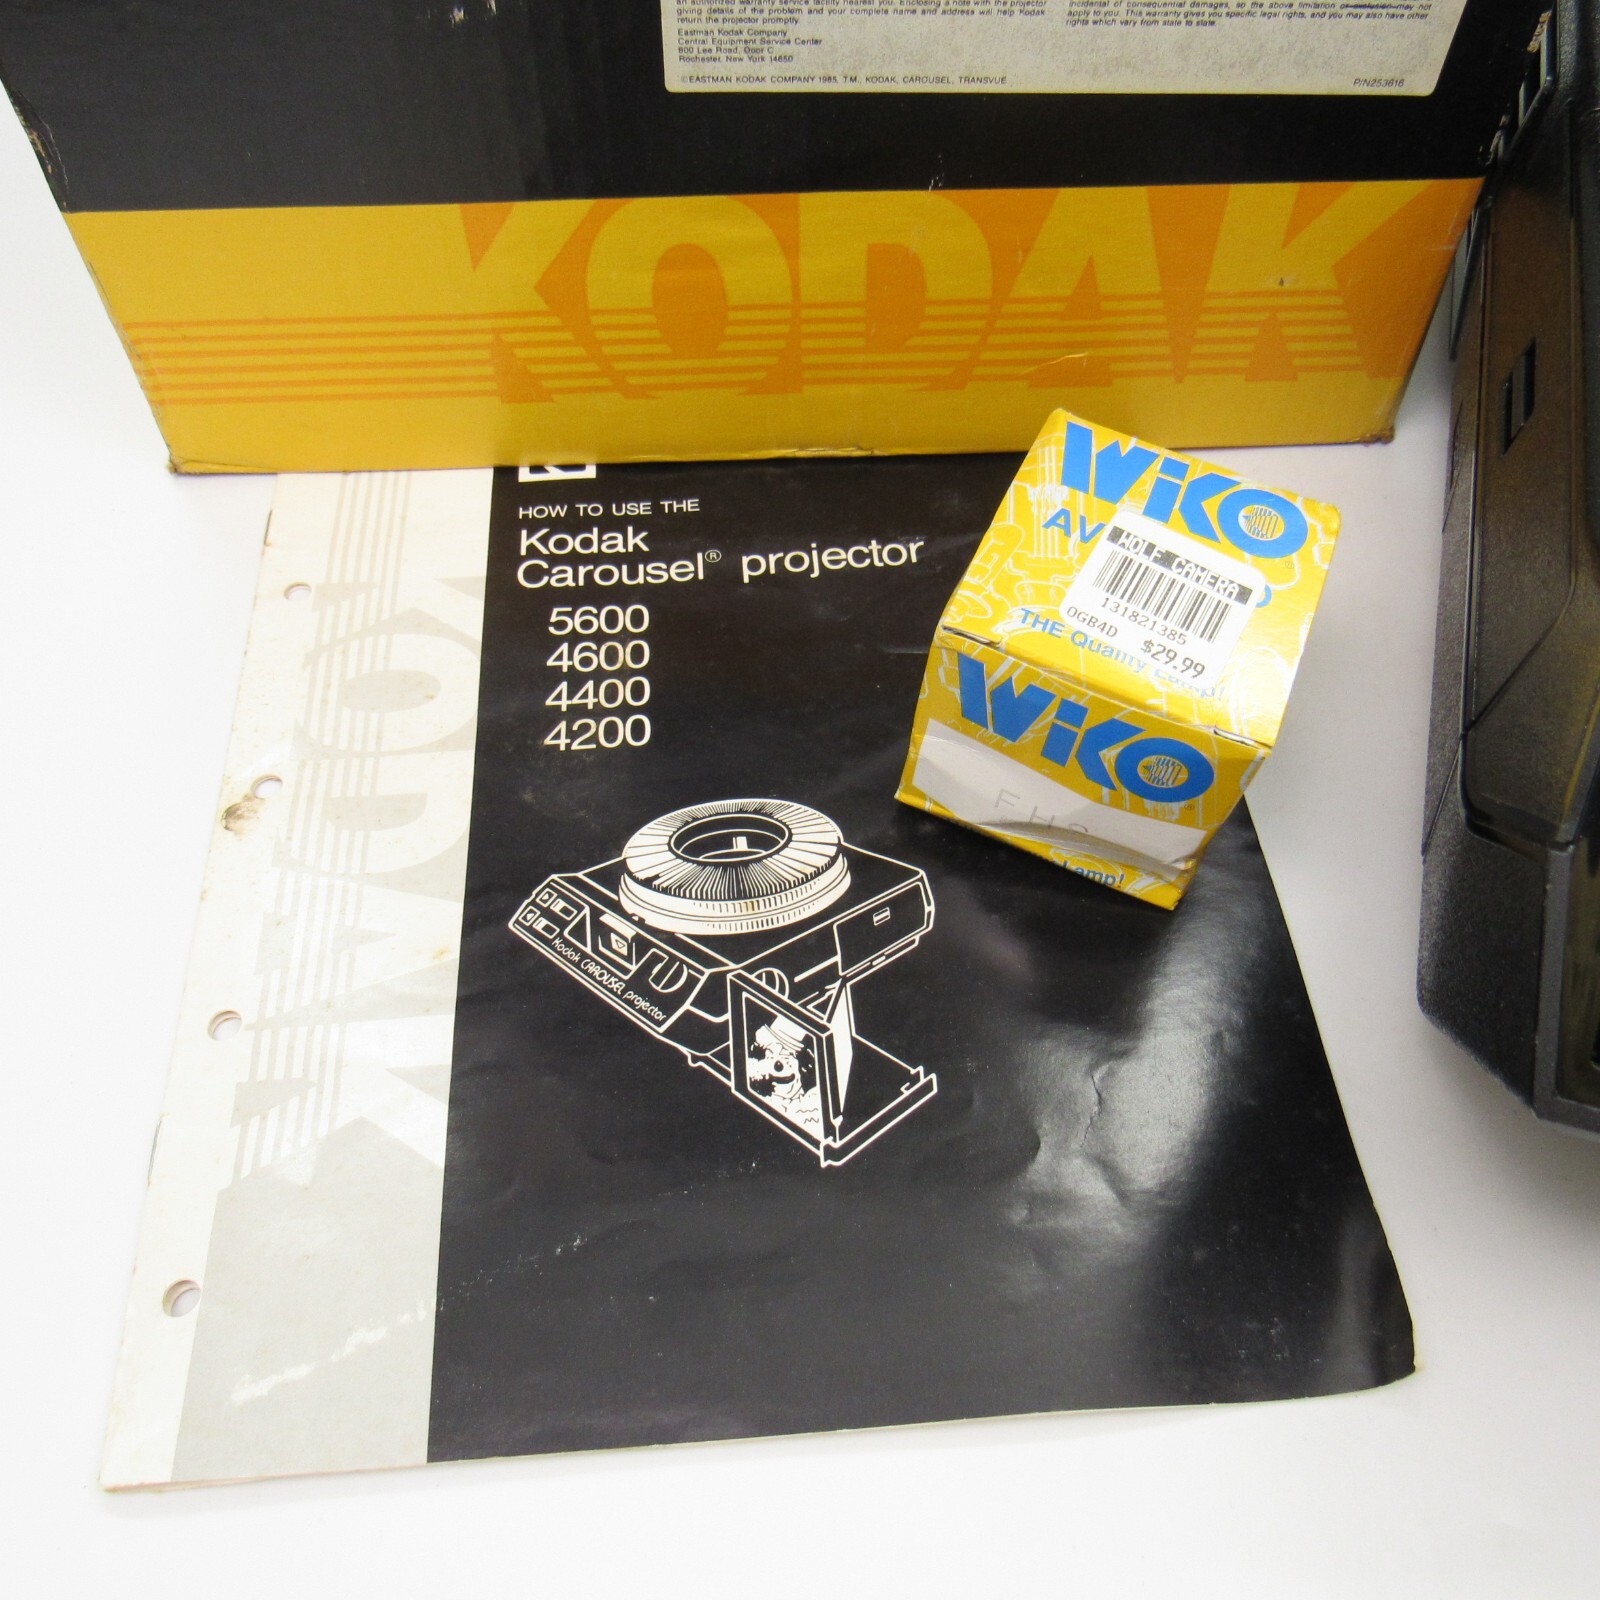 an authorized warranty service facility nearest you. Enclosing a note with the projector
giving details of the problem and your complete name and address will help Kodak
return the projector promptly.
Eastman Kodak Company
Central Equipment Service Center
800 Lee Road, Door C
Rochester, New York 14650
incidental or consequential damages, so the above limitation or exclusion may not
apply to you. This warranty gives you specific legal rights, and you may also have other
rights which vary from state to state.
©EASTMAN KODAK COMPANY 1985, T.M. KODAK, CAROUSEL, TRANSVUE
P/N253616
KODAK
HOW TO USE THE
Kodak
Carousel® projector
5600
4600
4400
4200
KODAK
Kodak CAROUSEL projector
WIKO
AV
WOLF CAMERA
131821385
0GB4D $29.99
THE Quality Lamp!
WIKO
Lamp!